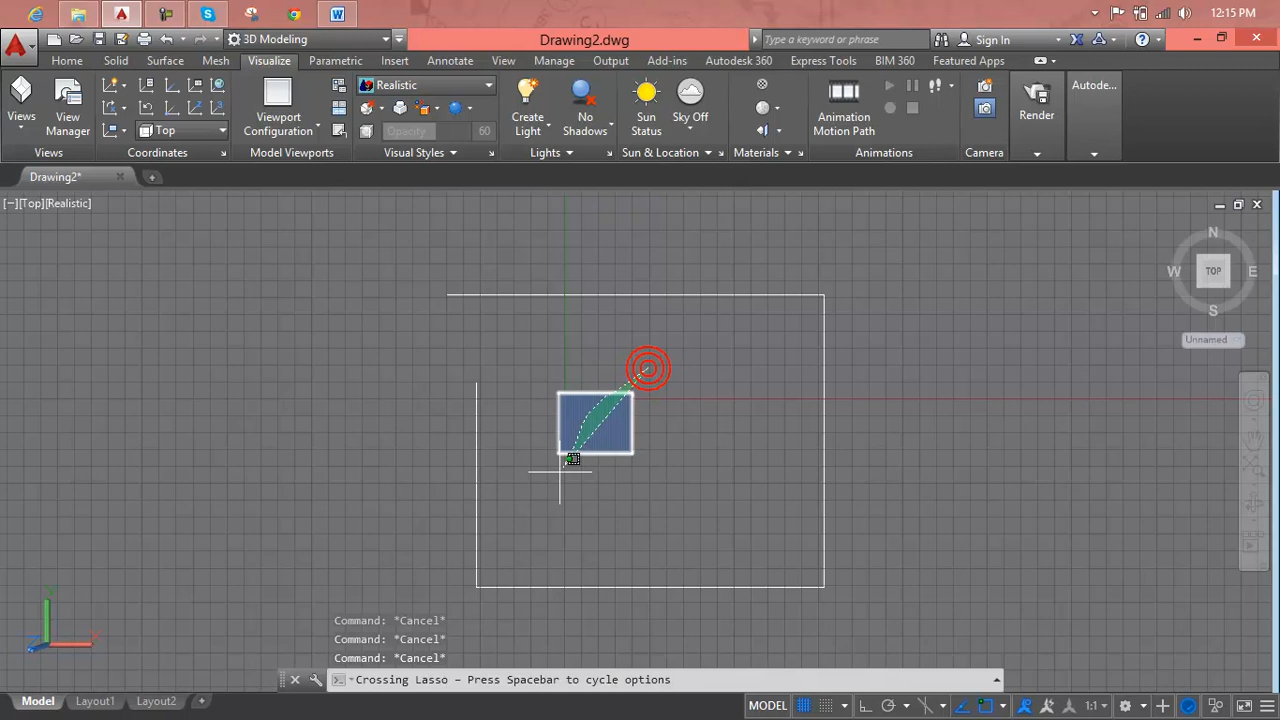 12:15 PM
3D Modeling
Drawing2.dwg
Type a keyword or phrase
Sign In
Home Solid Surface Mesh Visualize Parametric Insert Annotate View Manage Output Add-ins Autodesk 360 Express Tools BIM 360 Featured Apps
Realistic
Autode...
Views
View Manager
Top
Viewport Configuration
Opacity 60
Create Light
No Shadows
Sun Status
Sky Off
Animation Motion Path
Render
Views Coordinates Model Viewports Visual Styles Lights Sun & Location Materials Animations Camera
Drawing2*
[−][Top][Realistic]
N
W TOP E
S
Unnamed
Command: *Cancel*
Command: *Cancel*
Command: *Cancel*
Crossing Lasso – Press Spacebar to cycle options
Model Layout1 Layout2 +
MODEL 1:1